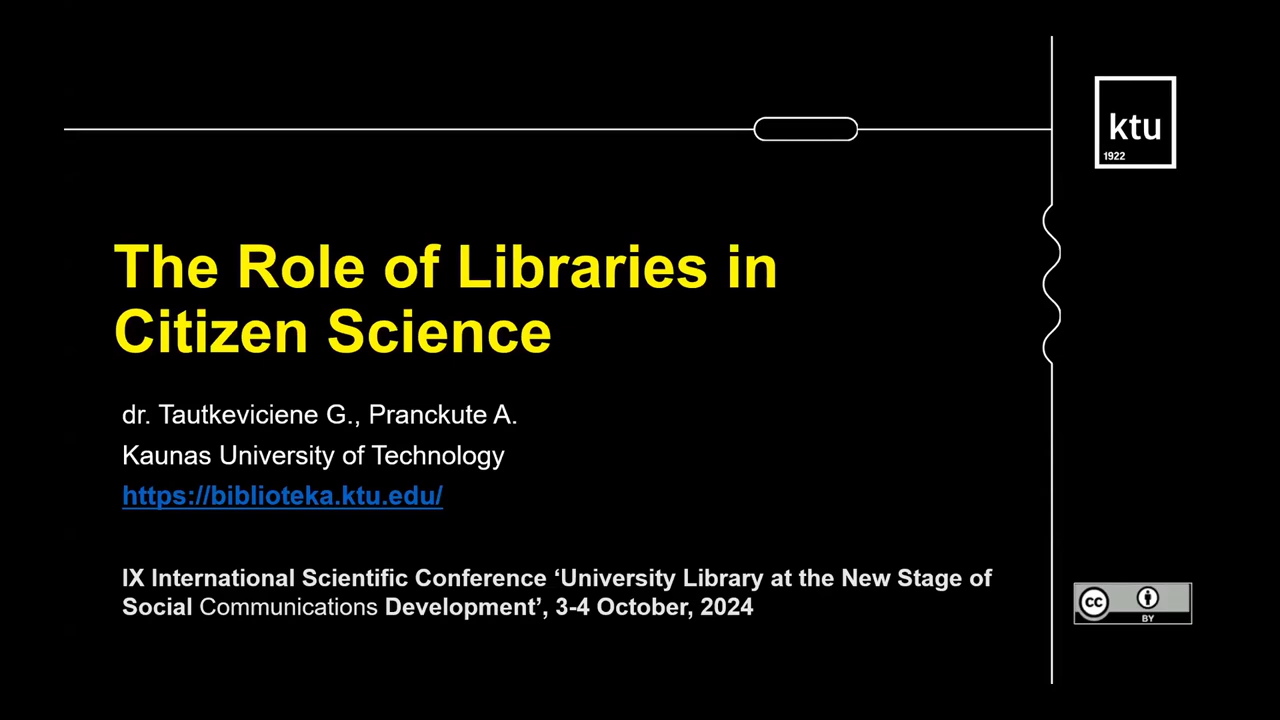 ktu
1922
The Role of Libraries in
Citizen Science
dr. Tautkeviciene G., Pranckute A.
Kaunas University of Technology
https://biblioteka.ktu.edu/
IX International Scientific Conference ‘University Library at the New Stage of
Social Communications Development’, 3-4 October, 2024
cc
BY